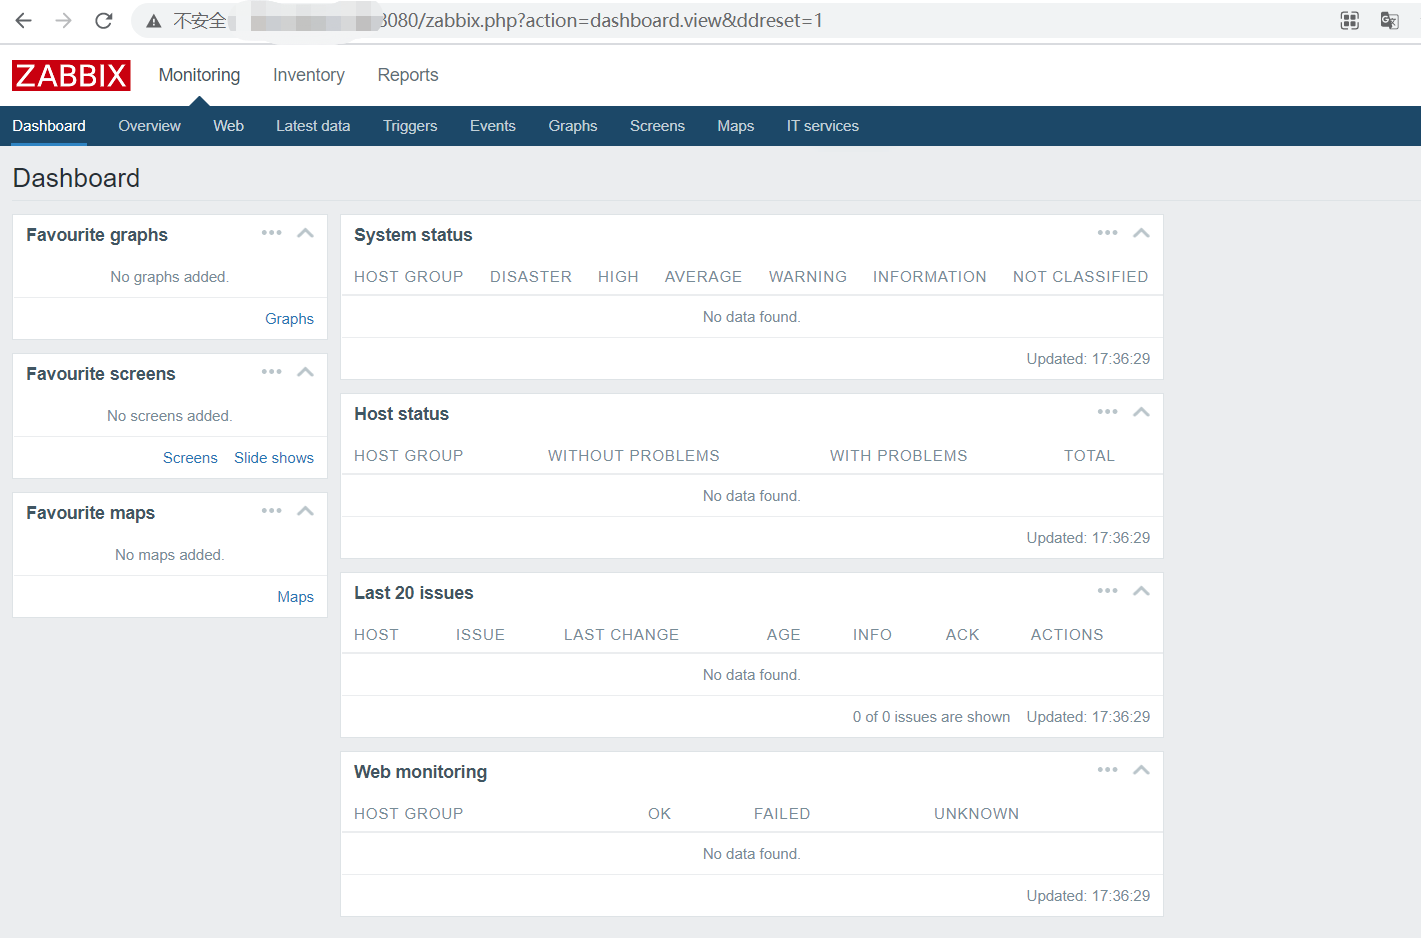 不安全 8080/zabbix.php?action=dashboard.view&ddreset=1
ZABBIX Monitoring Inventory Reports
Dashboard Overview Web Latest data Triggers Events Graphs Screens Maps IT services
Dashboard
Favourite graphs
No graphs added.
Graphs
Favourite screens
No screens added.
Screens Slide shows
Favourite maps
No maps added.
Maps
System status
HOST GROUP DISASTER HIGH AVERAGE WARNING INFORMATION NOT CLASSIFIED
No data found.
Updated: 17:36:29
Host status
HOST GROUP WITHOUT PROBLEMS WITH PROBLEMS TOTAL
No data found.
Updated: 17:36:29
Last 20 issues
HOST ISSUE LAST CHANGE AGE INFO ACK ACTIONS
No data found.
0 of 0 issues are shown Updated: 17:36:29
Web monitoring
HOST GROUP OK FAILED UNKNOWN
No data found.
Updated: 17:36:29